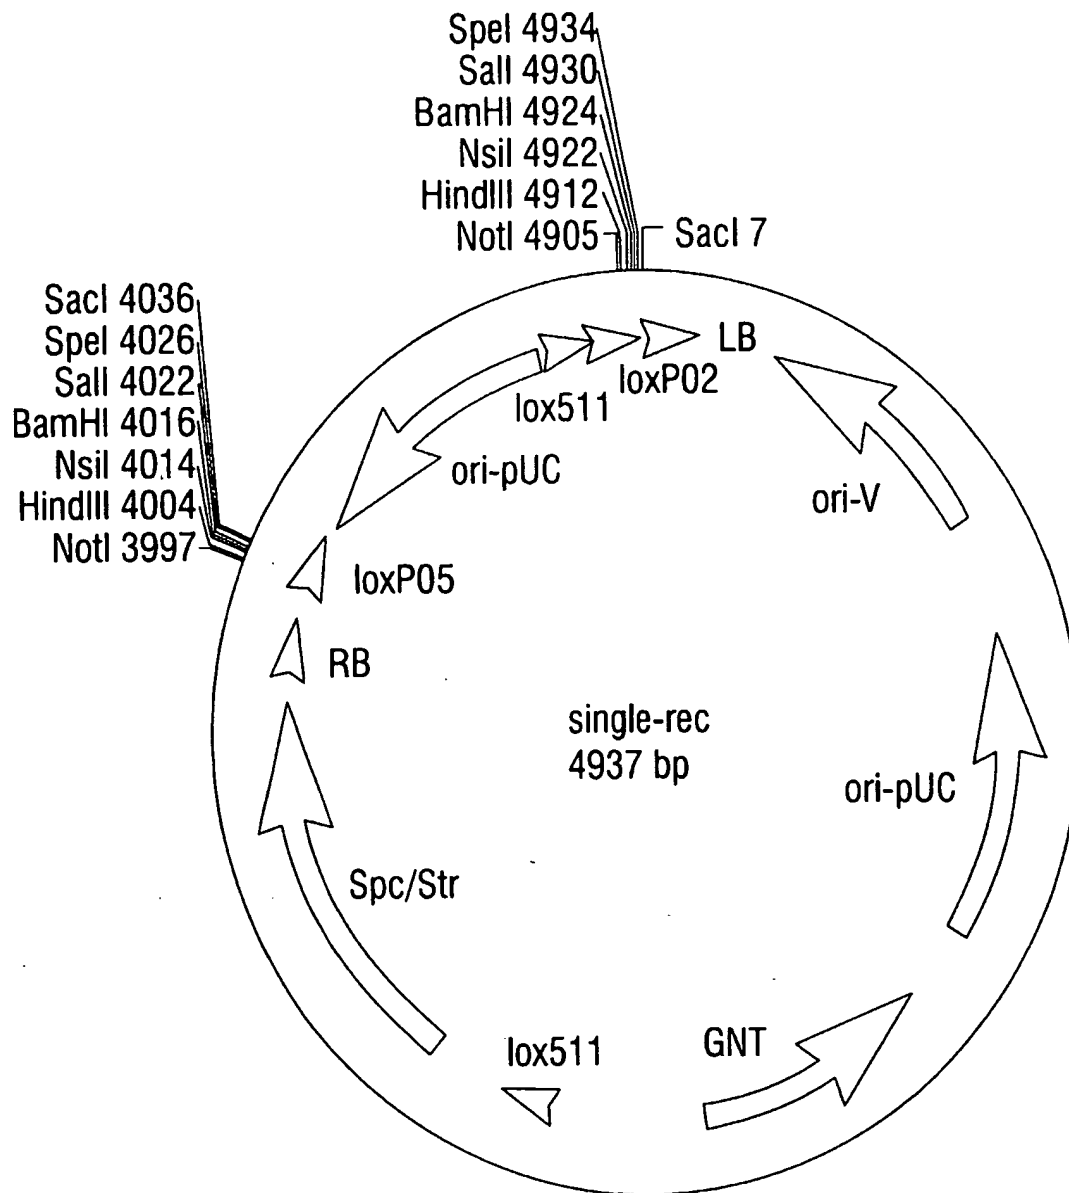 SpeI 4934
SalI 4930
BamHI 4924
NsiI 4922
HindIII 4912
NotI 4905
SacI 7
SacI 4036
SpeI 4026
SalI 4022
BamHI 4016
NsiI 4014
HindIII 4004
NotI 3997
LB
loxP02
lox511
ori-pUC
ori-V
loxP05
RB
single-rec
4937 bp
ori-pUC
Spc/Str
lox511
GNT